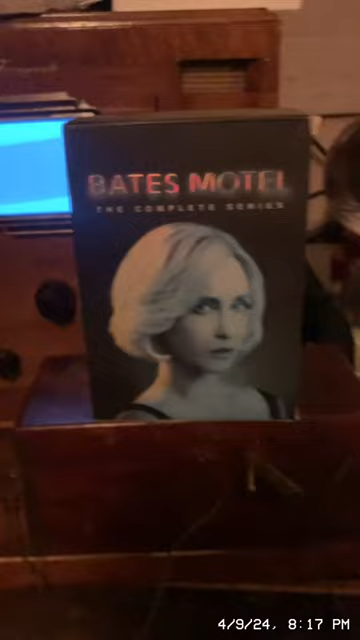 BATES MOTEL
THE COMPLETE SERIES
4/9/24, 8:17 PM